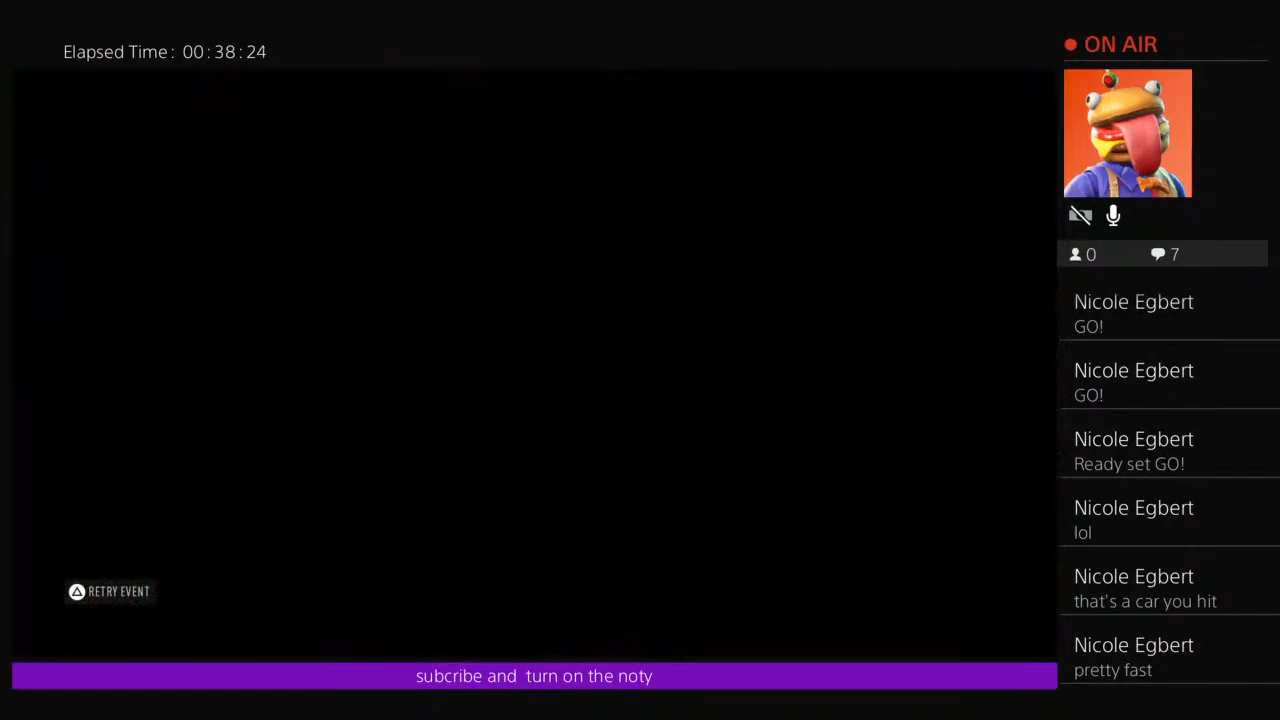 Elapsed Time: 00:38:24
ON AIR
0 7
Nicole Egbert
GO!
Nicole Egbert
GO!
Nicole Egbert
Ready set GO!
Nicole Egbert
lol
Nicole Egbert
that's a car you hit
Nicole Egbert
pretty fast
RETRY EVENT
subcribe and turn on the noty